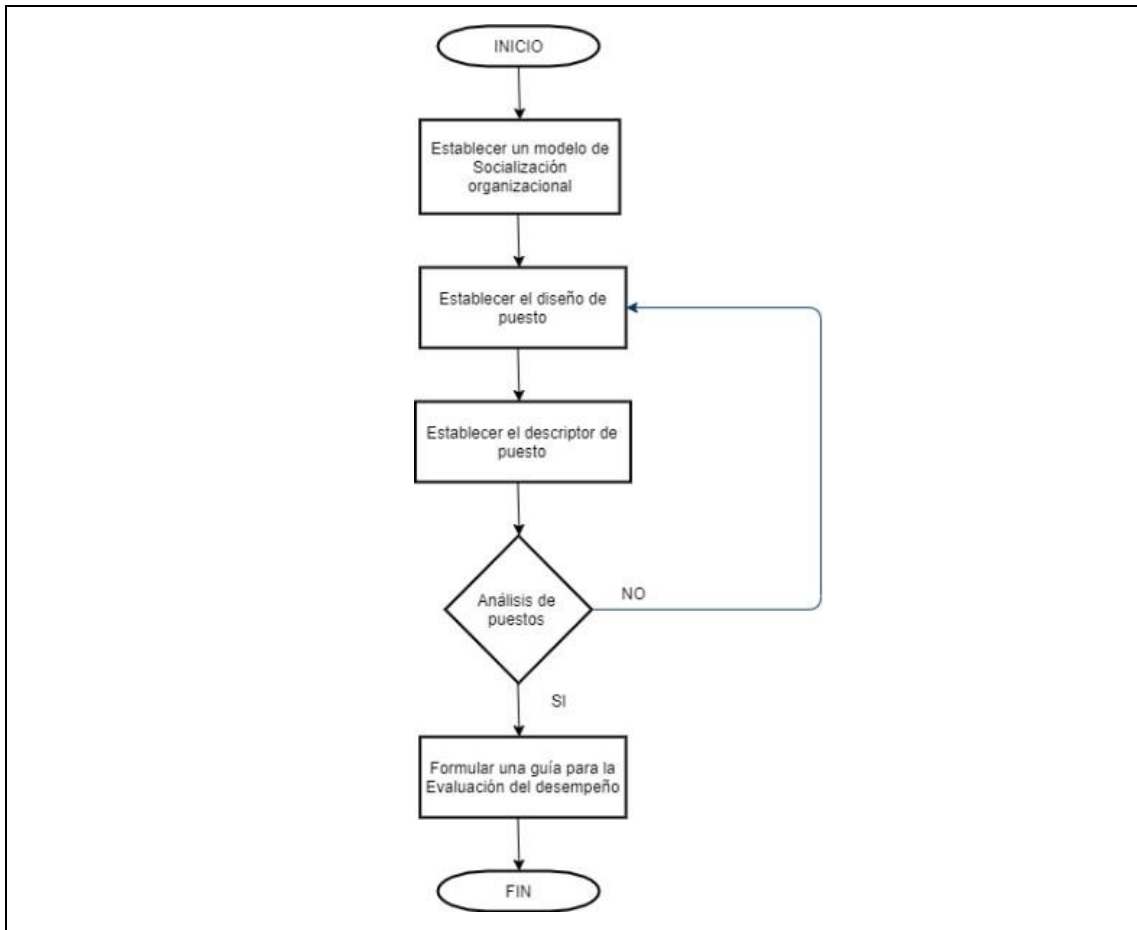 INICIO
Establecer un modelo de
Socialización
organizacional
Establecer el diseño de
puesto
Establecer el descriptor de
puesto
Análisis de
puestos
NO
SI
Formular una guía para la
Evaluación del desempeño
FIN